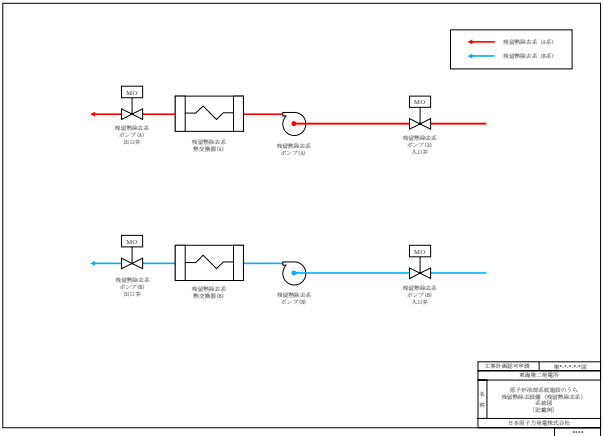 残留熱除去系（A系）
残留熱除去系（B系）
MO
MO
残留熱除去系
ポンプ(A)
出口弁
残留熱除去系
熱交換器(A)
残留熱除去系
ポンプ(A)
残留熱除去系
ポンプ(A)
入口弁
MO
MO
残留熱除去系
ポンプ(B)
出口弁
残留熱除去系
熱交換器(B)
残留熱除去系
ポンプ(B)
残留熱除去系
ポンプ(B)
入口弁
工事計画認可申請
第*-*-*-*-*図
東海第二発電所
名称
原子炉冷却系統施設のうち
残留熱除去設備（残留熱除去系）
系統図
［記載例］
日本原子力発電株式会社
****